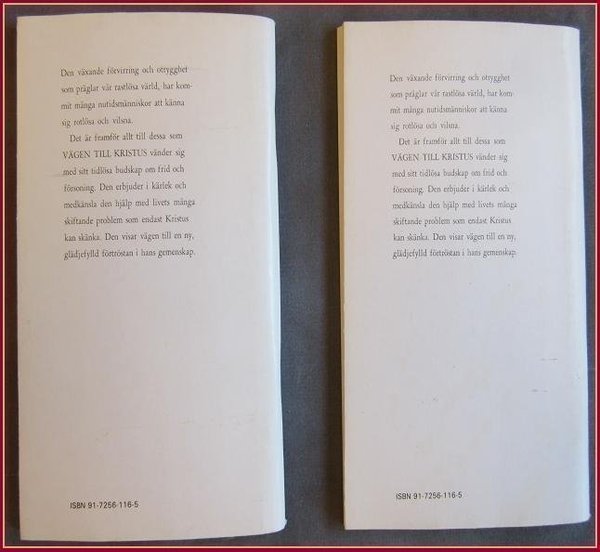 Den växande förvirring och otrygghet
som präglar vår rastlösa värld, har kom-
mit många nutidsmänniskor att känna
sig rotlösa och vilsna.
Det är framför allt till dessa som
VÄGEN TILL KRISTUS vänder sig
med sitt tidlösa budskap om frid och
försoning. Den erbjuder i kärlek och
medkänsla den hjälp med livets många
skiftande problem som endast Kristus
kan skänka. Den visar vägen till en ny,
glädjefylld förtröstan i hans gemenskap.
ISBN 91-7256-116-5
Den växande förvirring och otrygghet
som präglar vår rastlösa värld, har kom-
mit många nutidsmänniskor att känna
sig rotlösa och vilsna.
Det är framför allt till dessa som
VÄGEN TILL KRISTUS vänder sig
med sitt tidlösa budskap om frid och
försoning. Den erbjuder i kärlek och
medkänsla den hjälp med livets många
skiftande problem som endast Kristus
kan skänka. Den visar vägen till en ny,
glädjefylld förtröstan i hans gemenskap.
ISBN 91-7256-116-5